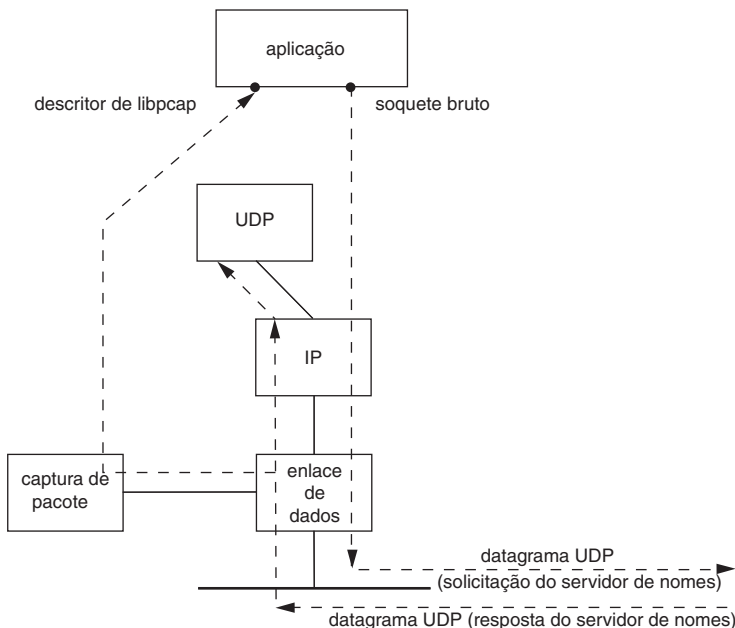 aplicação
descritor de libpcap
soquete bruto
UDP
IP
captura de
pacote
enlace
de
dados
datagrama UDP
(solicitação do servidor de nomes)
datagrama UDP (resposta do servidor de nomes)